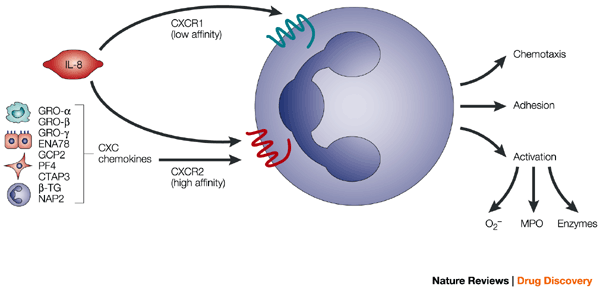 CXCR1
(low affinity)
IL-8
GRO-α
GRO-β
GRO-γ
ENA78
GCP2
PF4
CTAP3
β-TG
NAP2
CXC
chemokines
CXCR2
(high affinity)
Chemotaxis
Adhesion
Activation
O₂⁻
MPO
Enzymes
Nature Reviews | Drug Discovery